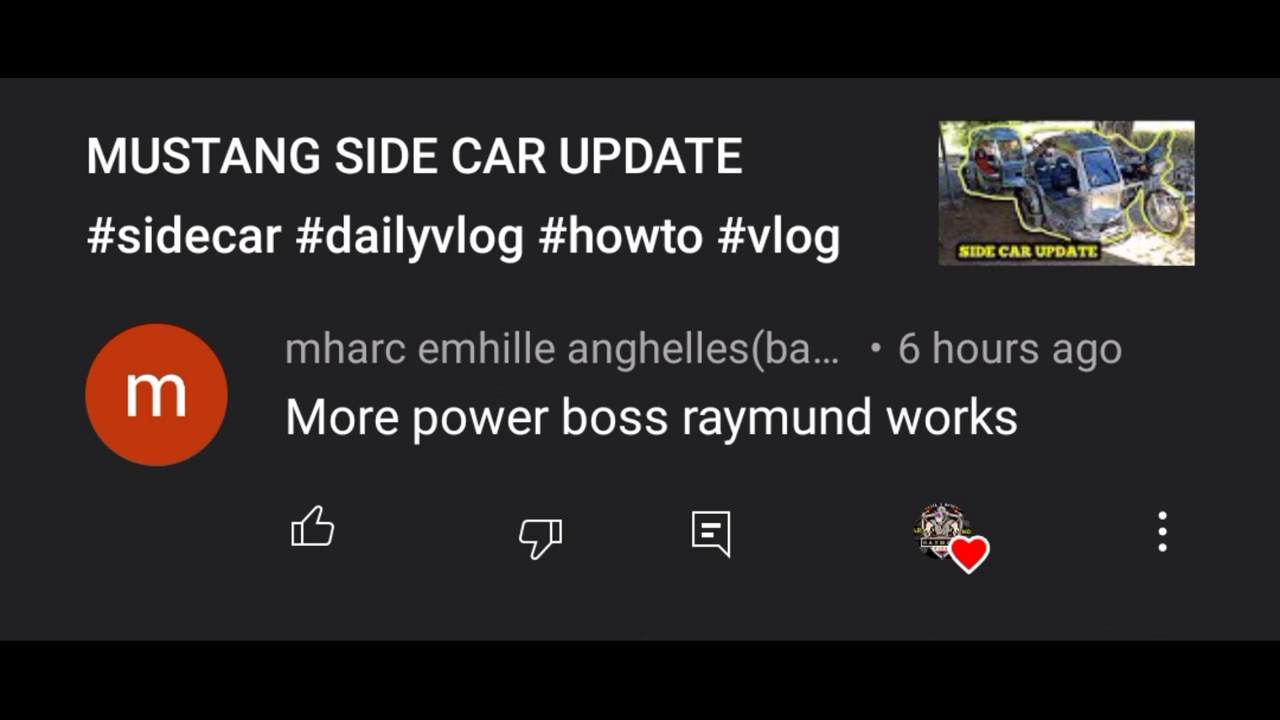 MUSTANG SIDE CAR UPDATE
#sidecar #dailyvlog #howto #vlog
SIDE CAR UPDATE
m
mharc emhille anghelles(ba... • 6 hours ago
More power boss raymund works